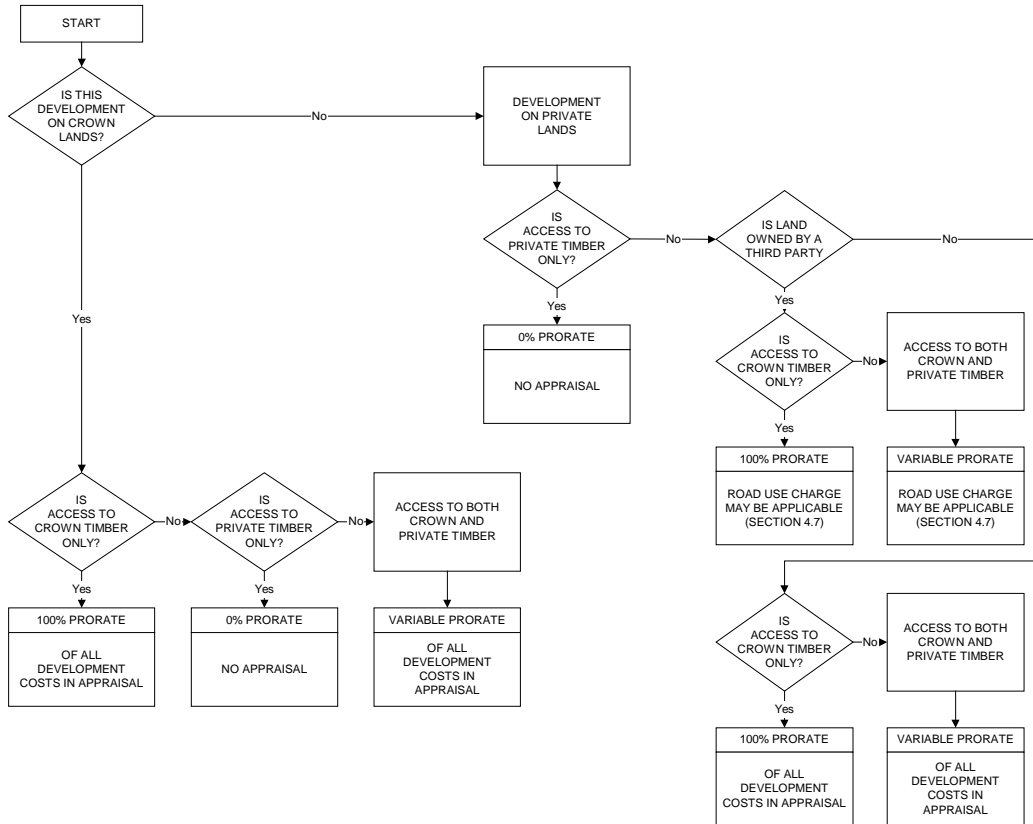 START
IS THIS
DEVELOPMENT
ON CROWN
LANDS?
No
DEVELOPMENT
ON PRIVATE
LANDS
IS
ACCESS TO
PRIVATE TIMBER
ONLY?
No
IS LAND
OWNED BY A
THIRD PARTY
No
Yes
Yes
Yes
0% PRORATE
NO APPRAISAL
IS
ACCESS TO
CROWN TIMBER
ONLY?
No
ACCESS TO BOTH
CROWN AND
PRIVATE TIMBER
Yes
100% PRORATE
ROAD USE CHARGE
MAY BE APPLICABLE
(SECTION 4.7)
VARIABLE PRORATE
ROAD USE CHARGE
MAY BE APPLICABLE
(SECTION 4.7)
IS
ACCESS TO
CROWN TIMBER
ONLY?
No
IS
ACCESS TO
PRIVATE TIMBER
ONLY?
No
ACCESS TO BOTH
CROWN AND
PRIVATE TIMBER
Yes
Yes
100% PRORATE
OF ALL
DEVELOPMENT
COSTS IN APPRAISAL
0% PRORATE
NO APPRAISAL
VARIABLE PRORATE
OF ALL
DEVELOPMENT
COSTS IN
APPRAISAL
IS
ACCESS TO
CROWN TIMBER
ONLY?
No
ACCESS TO BOTH
CROWN AND
PRIVATE TIMBER
Yes
100% PRORATE
OF ALL
DEVELOPMENT
COSTS IN APPRAISAL
VARIABLE PRORATE
OF ALL
DEVELOPMENT
COSTS IN
APPRAISAL